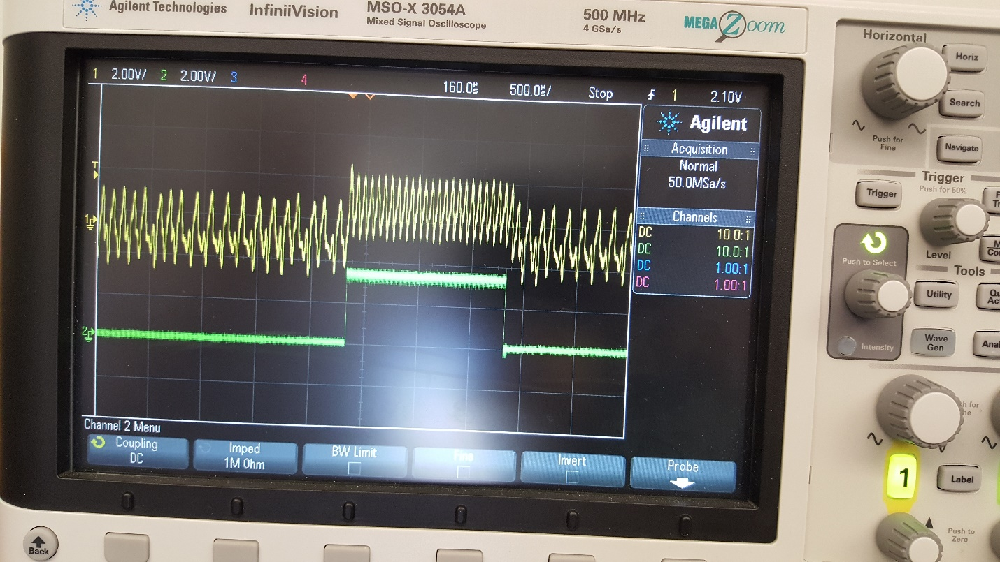 Agilent Technologies InfiniiVision MSO-X 3054A 500 MHz MEGA Zoom
Mixed Signal Oscilloscope 4 GSa/s
1 2.00V/ 2 2.00V/ 3 4 160.0µs 500.0µs/ Stop 1 2.10V
T
1
2
Agilent
Acquisition
Normal
50.0MSa/s
Channels
DC 10.0:1
DC 10.0:1
DC 1.00:1
DC 1.00:1
Channel 2 Menu
Coupling
DC
Imped
1M Ohm
BW Limit
Fine
Invert
Probe
Back
Horizontal
Horiz
Search
Push for
Fine
Navigate
Trigger
Push for 50%
Trigger
Level
Push to Select
Intensity
Tools
Utility
Wave
Gen
1
Label
Push to
Zero